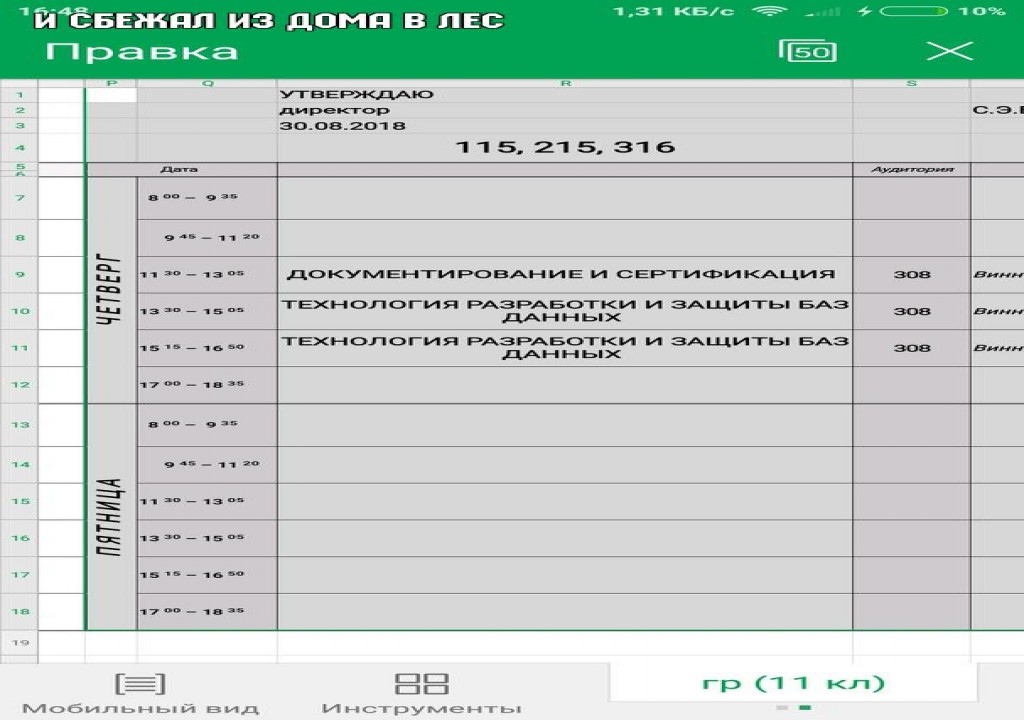 16:48
И СБЕЖАЛ ИЗ ДОМА В ЛЕС
1,31 КБ/с 10%
Правка
50
P Q R S
1 УТВЕРЖДАЮ
2 директор С.Э.
3 30.08.2018
4 115, 215, 316
5 Дата Аудитория
6
ЧЕТВЕРГ
7 8 00 – 9 35
8 9 45 – 11 20
9 11 30 – 13 05 ДОКУМЕНТИРОВАНИЕ И СЕРТИФИКАЦИЯ 308 Винн
10 13 30 – 15 05 ТЕХНОЛОГИЯ РАЗРАБОТКИ И ЗАЩИТЫ БАЗ
ДАННЫХ 308 Винн
11 15 15 – 16 50 ТЕХНОЛОГИЯ РАЗРАБОТКИ И ЗАЩИТЫ БАЗ
ДАННЫХ 308 Винн
12 17 00 – 18 35
ПЯТНИЦА
13 8 00 – 9 35
14 9 45 – 11 20
15 11 30 – 13 05
16 13 30 – 15 05
17 15 15 – 16 50
18 17 00 – 18 35
19
Мобильный вид Инструменты гр (11 кл)